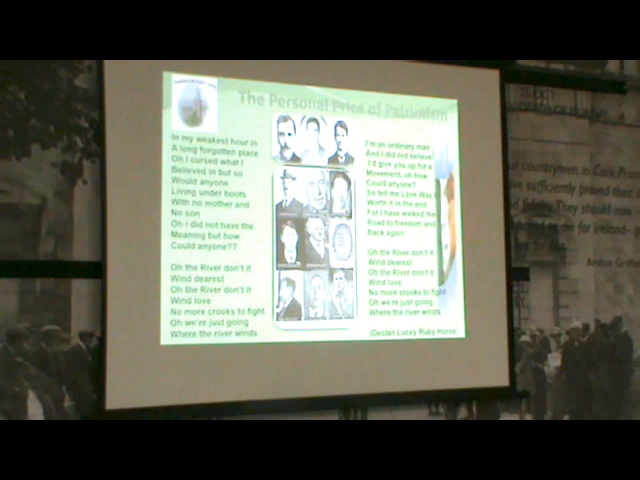 The Personal Price of Patriotism
In my weakest hour in
A long forgotten place
Oh I cursed what I
Believed in but so
Would anyone
Living under boots
With no mother and
No son
Oh I did not have the
Meaning but how
Could anyone??
Oh the River don't it
Wind dearest
Oh the River don't it
Wind love
No more crooks to fight
Oh we're just going
Where the river winds
I'm an ordinary man
And I did not believe
I'd give you up for a
Movement, oh how
Could anyone?
So tell me Love Was it
Worth it in the end
For I have walked the
Road to freedom and
Back again
Oh the River don't it
Wind dearest
Oh the River don't it
Wind love
No more crooks to fight
Oh we're just going
Where the river winds
(Declan Lucey Ruby Horse)
our countrymen in Cork
have sufficiently proved
They should now
for Ireland
Arthur